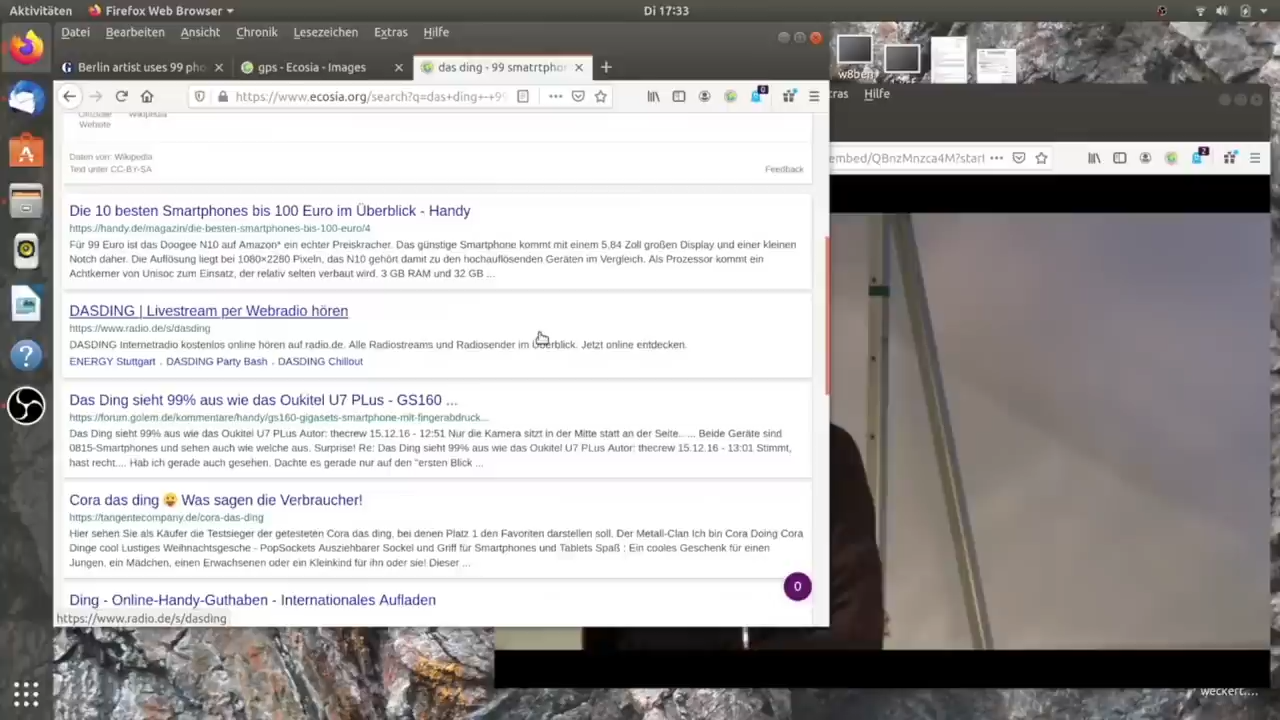 Aktivitäten Firefox Web Browser Di 17:33
Datei Bearbeiten Ansicht Chronik Lesezeichen Extras Hilfe
Berlin artist uses 99 pho ps - Ecosia - Images das ding - 99 smatrtphon
https://www.ecosia.org/search?q=das+ding+-+9 0
Website Wikipedia
Daten von: Wikipedia
Text unter CC-BY-SA
Feedback
Die 10 besten Smartphones bis 100 Euro im Überblick - Handy
https://handy.de/magazin/die-besten-smartphones-bis-100-euro/4
Für 99 Euro ist das Doogee N10 auf Amazon* ein echter Preiskracher. Das günstige Smartphone kommt mit einem 5,84 Zoll großen Display und einer kleinen
Notch daher. Die Auflösung liegt bei 1080×2280 Pixeln, das N10 gehört damit zu den hochauflösenden Geräten im Vergleich. Als Prozessor kommt ein
Achtkerner von Unisoc zum Einsatz, der relativ selten verbaut wird. 3 GB RAM und 32 GB ...
DASDING | Livestream per Webradio hören
https://www.radio.de/s/dasding
DASDING Internetradio kostenlos online hören auf radio.de. Alle Radiostreams und Radiosender im Überblick. Jetzt online entdecken.
ENERGY Stuttgart . DASDING Party Bash . DASDING Chillout
Das Ding sieht 99% aus wie das Oukitel U7 PLus - GS160 ...
https://forum.golem.de/kommentare/handy/gs160-gigasets-smartphone-mit-fingerabdruck...
Das Ding sieht 99% aus wie das Oukitel U7 PLus Autor: thecrew 15.12.16 - 12:51 Nur die Kamera sitzt in der Mitte statt an der Seite.. ... Beide Geräte sind
0815-Smartphones und sehen auch wie welche aus. Surprise! Re: Das Ding sieht 99% aus wie das Oukitel U7 PLus Autor: thecrew 15.12.16 - 13:01 Stimmt,
hast recht.... Hab ich gerade auch gesehen. Dachte es gerade nur auf den "ersten Blick ...
Cora das ding 😀 Was sagen die Verbraucher!
https://tangentecompany.de/cora-das-ding
Hier sehen Sie als Käufer die Testsieger der getesteten Cora das ding, bei denen Platz 1 den Favoriten darstellen soll. Der Metall-Clan Ich bin Cora Doing Cora
Dinge cool Lustiges Weihnachtsgesche - PopSockets Ausziehbarer Sockel und Griff für Smartphones und Tablets Spaß : Ein cooles Geschenk für einen
Jungen, ein Mädchen, einen Erwachsenen oder ein Kleinkind für ihn oder sie! Dieser ...
0
Ding - Online-Handy-Guthaben - Internationales Aufladen
https://www.radio.de/s/dasding
w8ben
ras Hilfe
embed/QBnzMnzca4M?start 2
weckert....